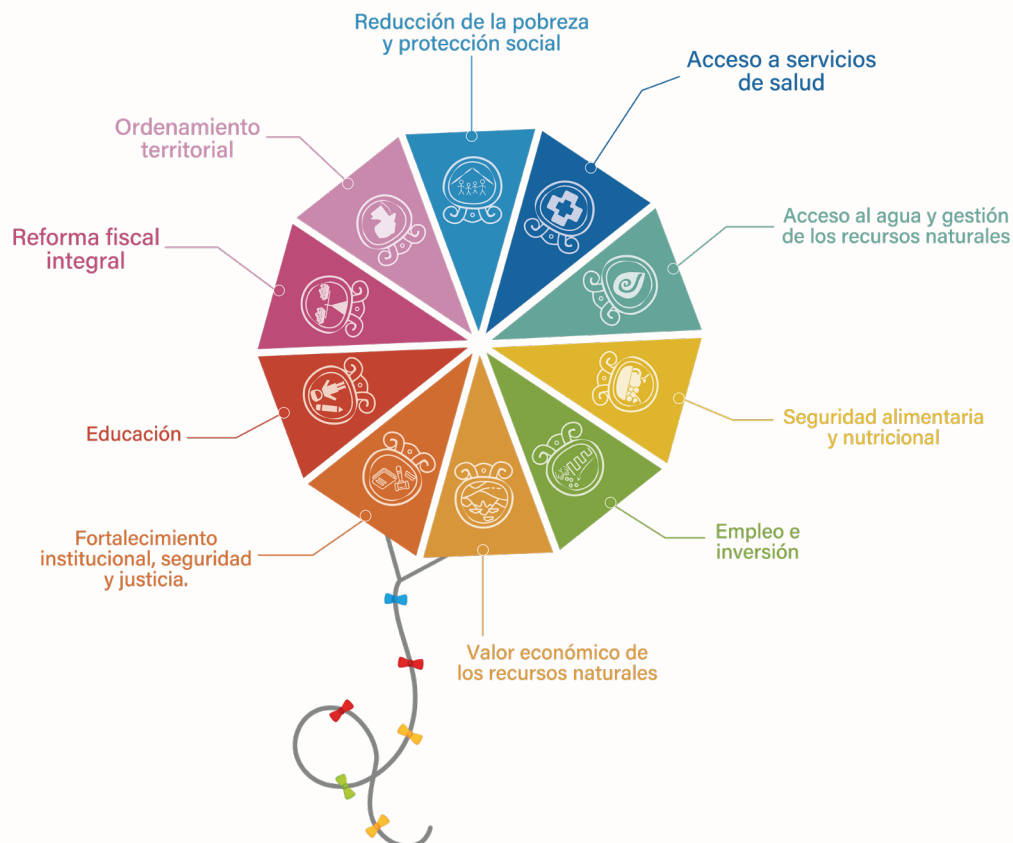 Reducción de la pobreza
y protección social
Acceso a servicios
de salud
Ordenamiento
territorial
Acceso al agua y gestión
de los recursos naturales
Reforma fiscal
integral
Seguridad alimentaria
y nutricional
Educación
Empleo e
inversión
Fortalecimiento
institucional, seguridad
y justicia.
Valor económico de
los recursos naturales